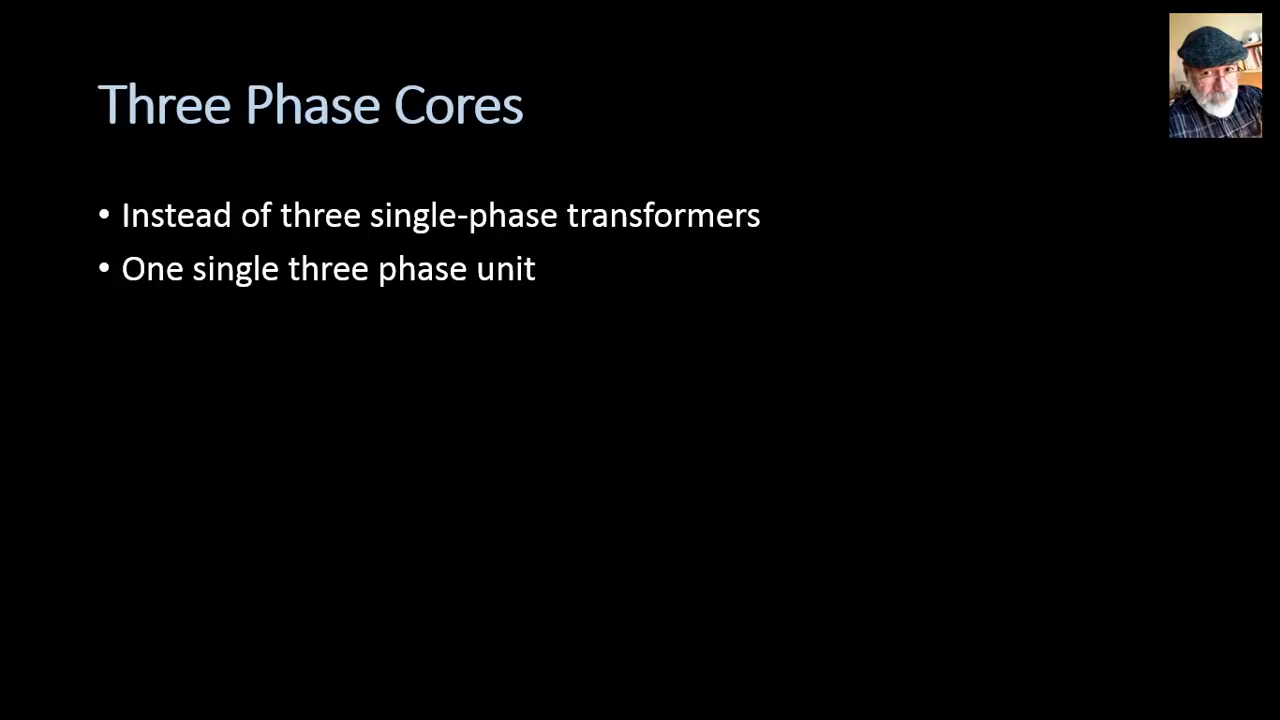 Three Phase Cores
• Instead of three single-phase transformers
• One single three phase unit